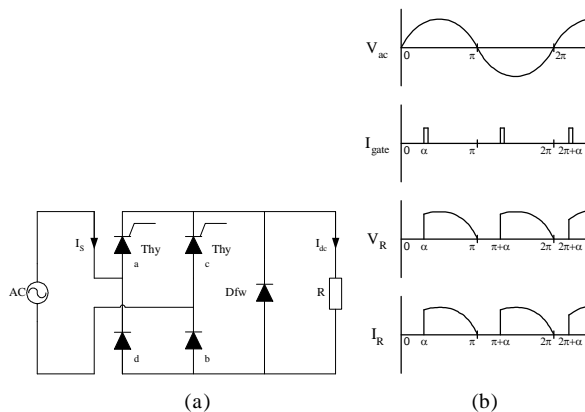 V_ac
0 π 2π
I_gate
0 α π 2π 2π+α
V_R
0 α π π+α 2π 2π+α
I_R
0 α π π+α 2π 2π+α
I_S Thy Thy I_dc
a c
AC Dfw R
d b
(a) (b)